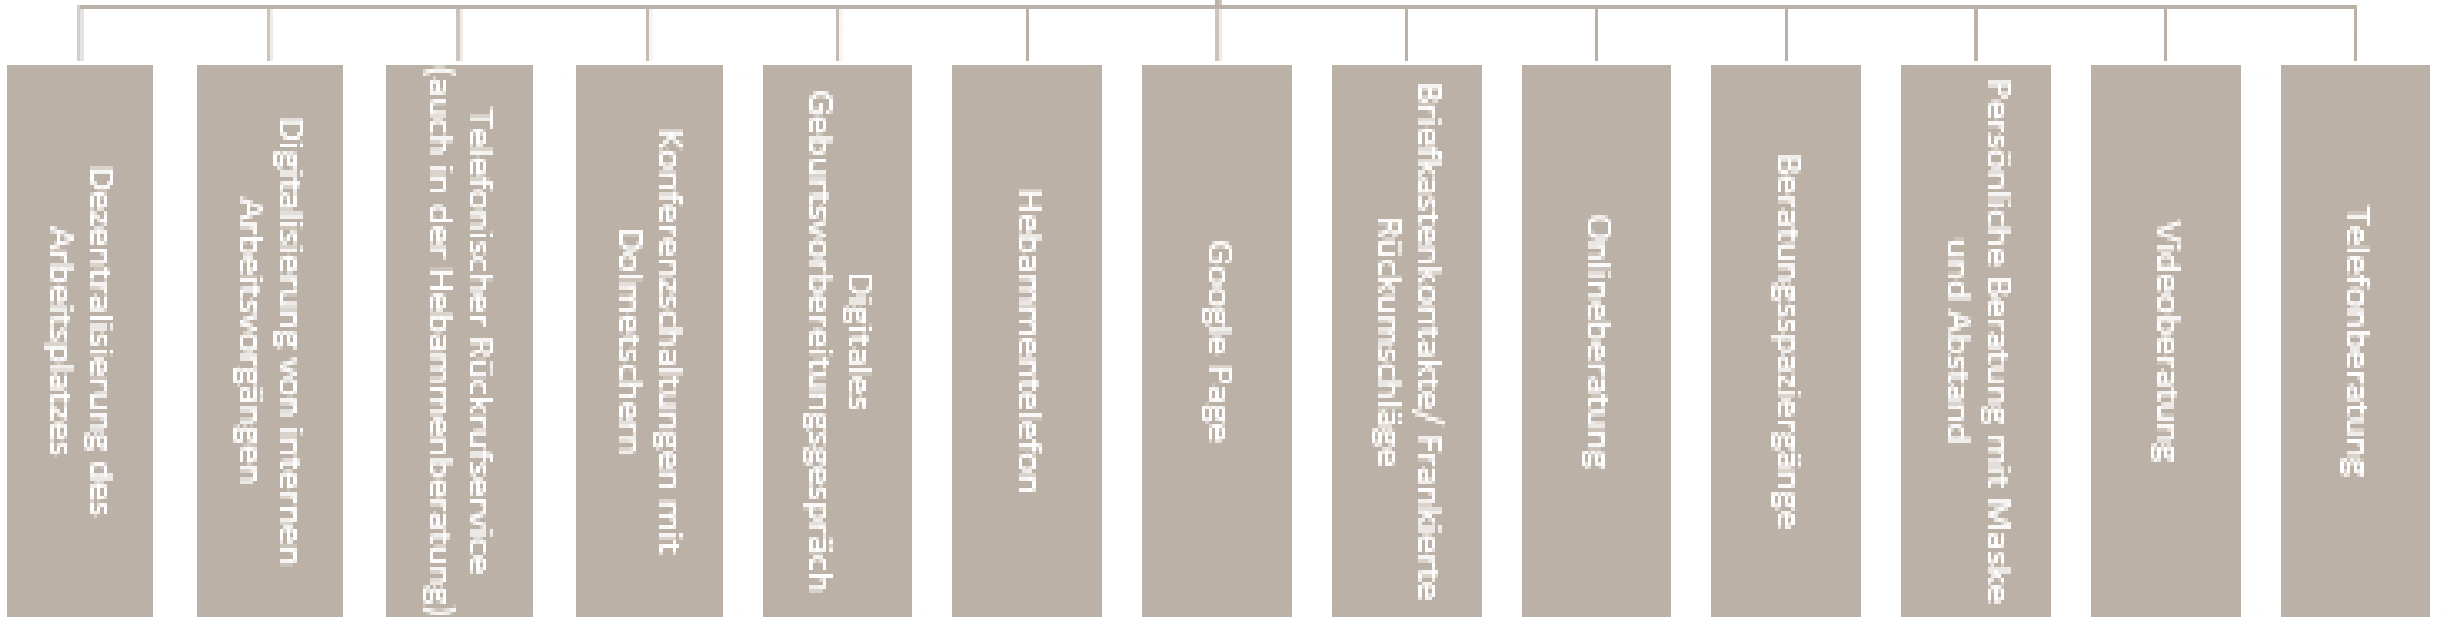 Dezentralisierung des
Arbeitsplatzes
Digitalisierung von internen
Arbeitsvorgängen
Telefonischer Rückrufservice
(auch in der Hebammenberatung)
Konferenzschaltungen mit
Dolmetschern
Digitales
Geburtsvorbereitungsgespräch
Hebammentelefon
Google Page
Briefkastenkontakte/ Frankierte
Rückumschläge
Onlineberatung
Beratungsspaziergänge
Persönliche Beratung mit Maske
und Abstand
Videoberatung
Telefonberatung